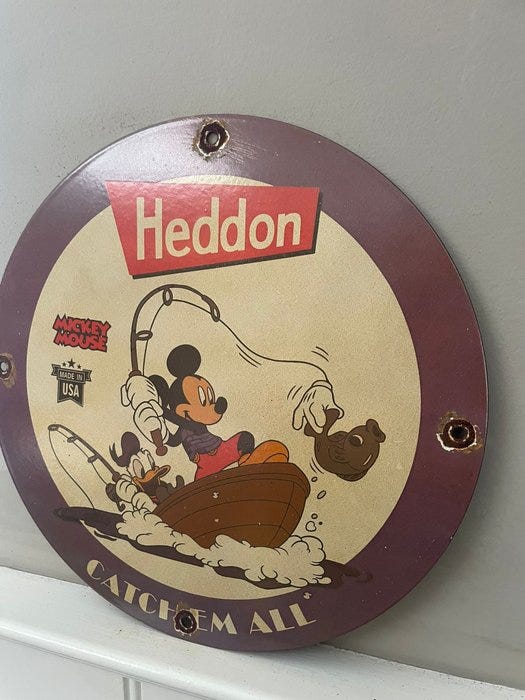 Heddon
MICKEY
MOUSE
MADE IN
USA
CATCH'EM ALL